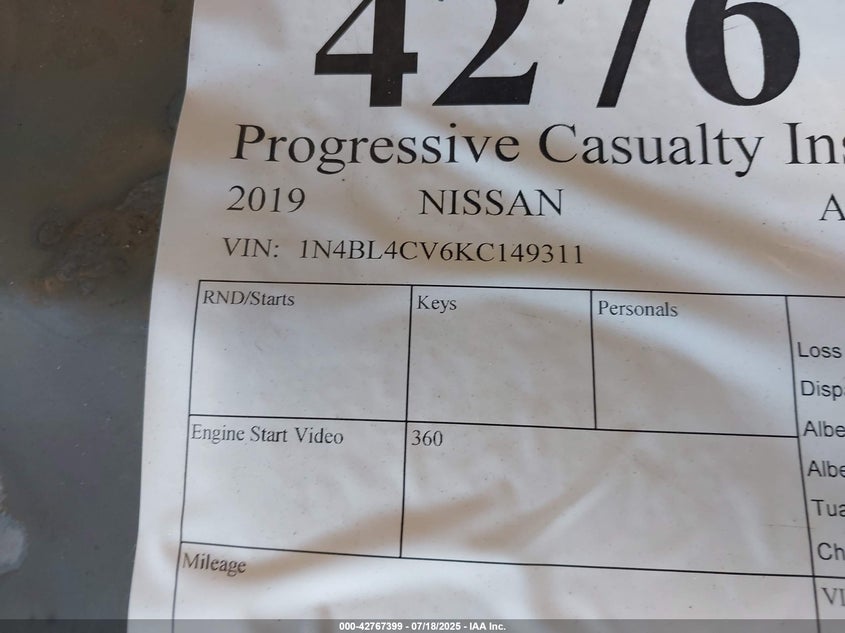 4276
Progressive Casualty Ins
2019 NISSAN A
VIN: 1N4BL4CV6KC149311
RND/Starts Keys Personals
Loss
Disp
Engine Start Video 360
Albe
Albe
Tua
Ch
Mileage
VI
000-42767399 - 07/18/2025 - IAA Inc.